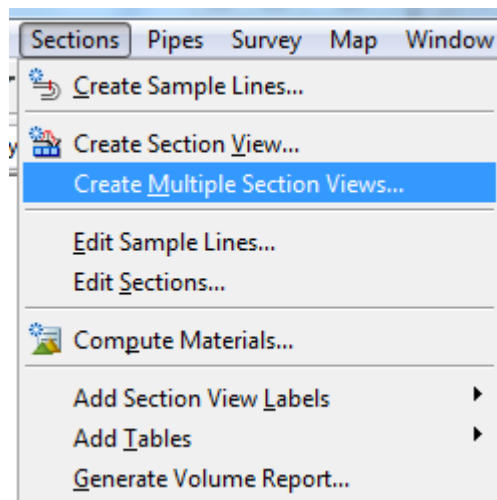 Sections Pipes Survey Map Window
Create Sample Lines...
Create Section View...
Create Multiple Section Views...
Edit Sample Lines...
Edit Sections...
Compute Materials...
Add Section View Labels
Add Tables
Generate Volume Report...